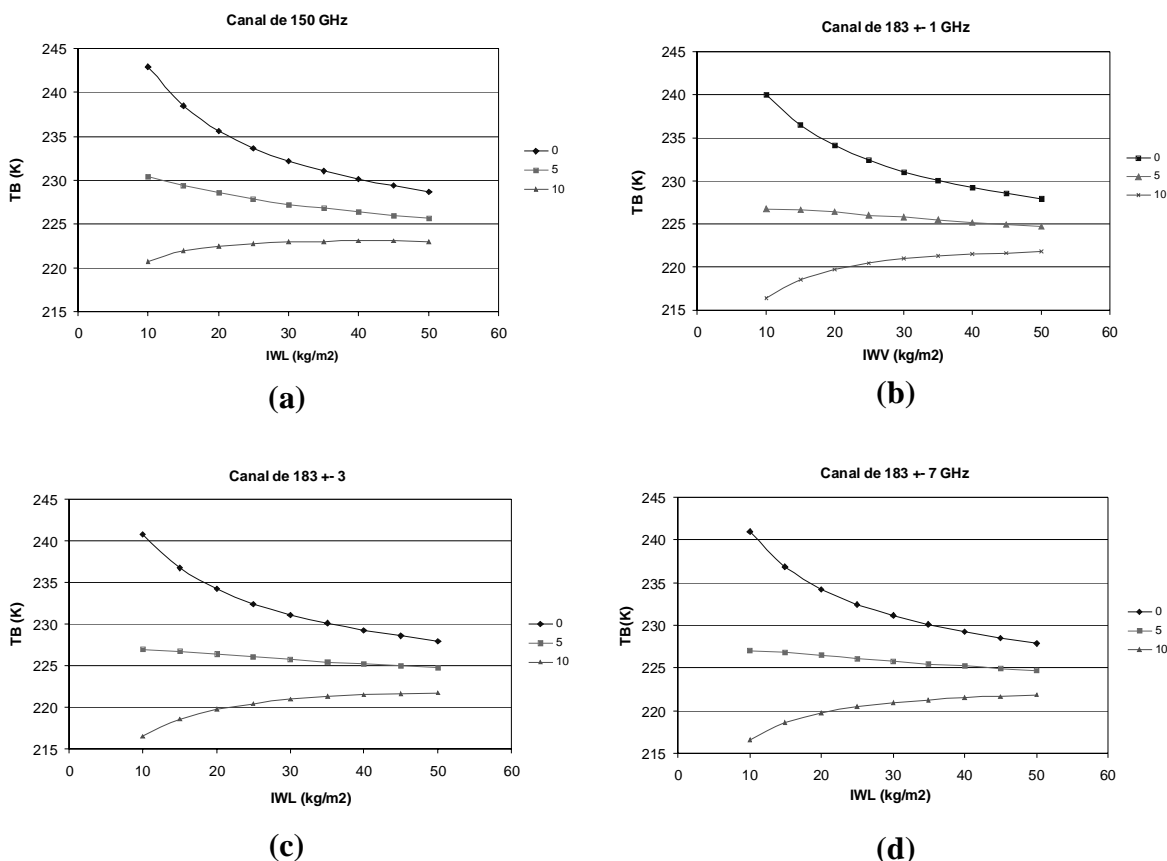 Canal de 150 GHz
245
240
235
230
225
220
215
TB (K)
0 10 20 30 40 50 60
IWL (kg/m2)
0
5
10
(a)
Canal de 183 +- 1 GHz
245
240
235
230
225
220
215
TB (K)
0 10 20 30 40 50 60
IWV (kg/m2)
0
5
10
(b)
Canal de 183 +- 3
245
240
235
230
225
220
215
TB (K)
0 10 20 30 40 50 60
IWL (kg/m2)
0
5
10
(c)
Canal de 183 +- 7 GHz
245
240
235
230
225
220
215
TB(K)
0 10 20 30 40 50 60
IWL (kg/m2)
0
5
10
(d)